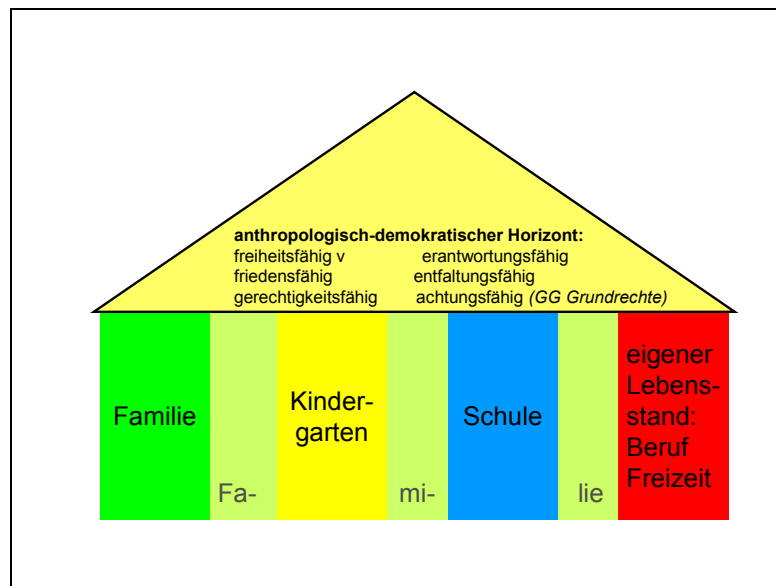 anthropologisch-demokratischer Horizont:
freiheitsfähig v erantwortungsfähig
friedensfähig entfaltungsfähig
gerechtigkeitsfähig achtungsfähig (GG Grundrechte)
Familie
Fa-
Kinder-
garten
mi-
Schule
lie
eigener
Lebens-
stand:
Beruf
Freizeit